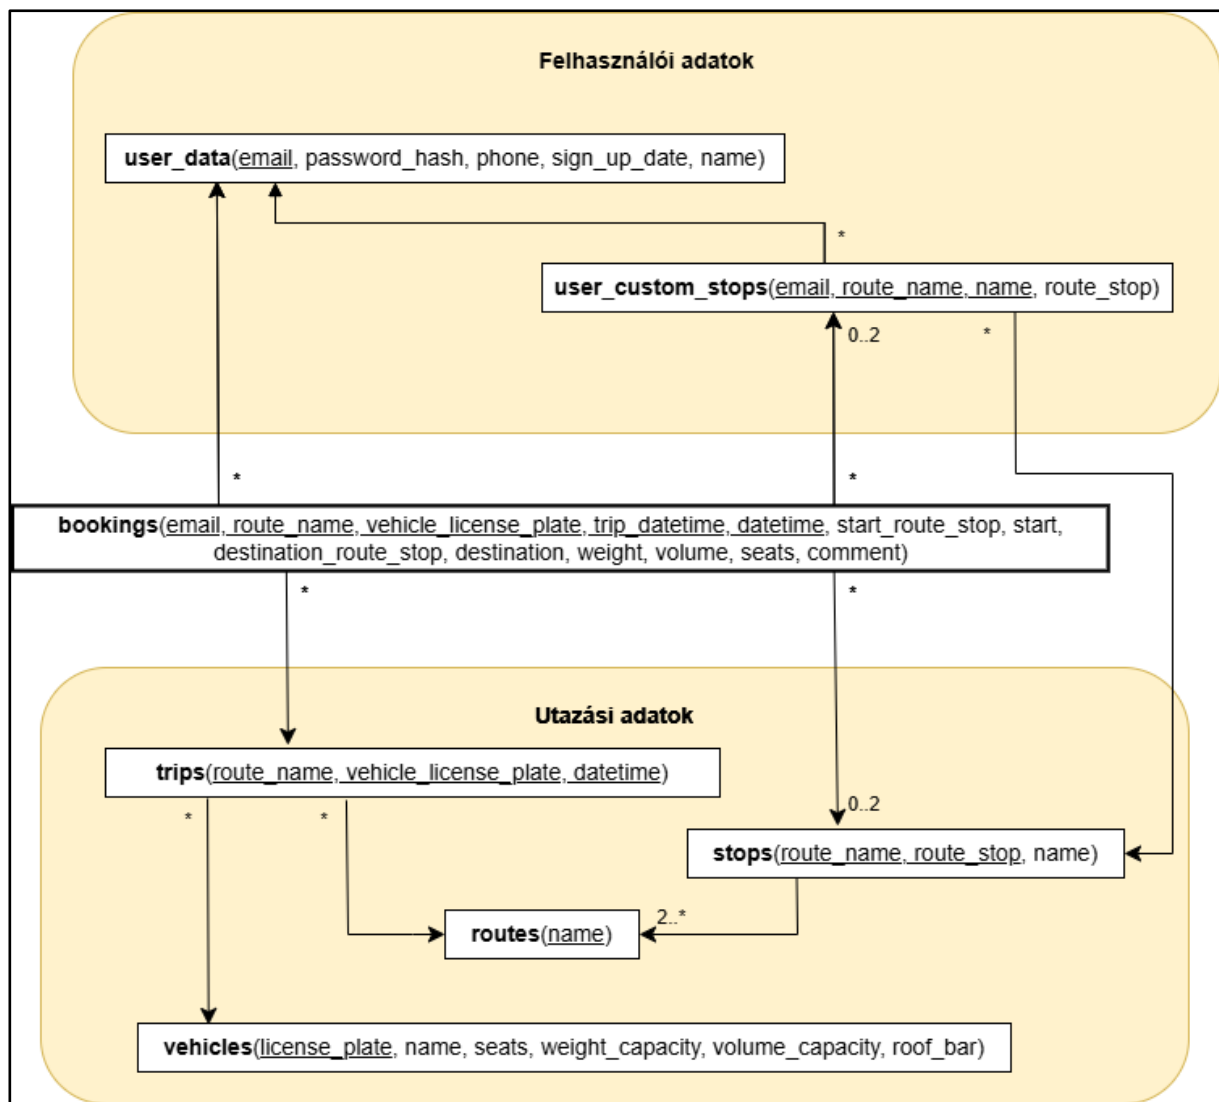 Felhasználói adatok
user_data(email, password_hash, phone, sign_up_date, name)
*
user_custom_stops(email, route_name, name, route_stop)
0..2
*
*
*
bookings(email, route_name, vehicle_license_plate, trip_datetime, datetime, start_route_stop, start,
destination_route_stop, destination, weight, volume, seats, comment)
*
*
Utazási adatok
trips(route_name, vehicle_license_plate, datetime)
*
*
0..2
stops(route_name, route_stop, name)
2..*
routes(name)
vehicles(license_plate, name, seats, weight_capacity, volume_capacity, roof_bar)